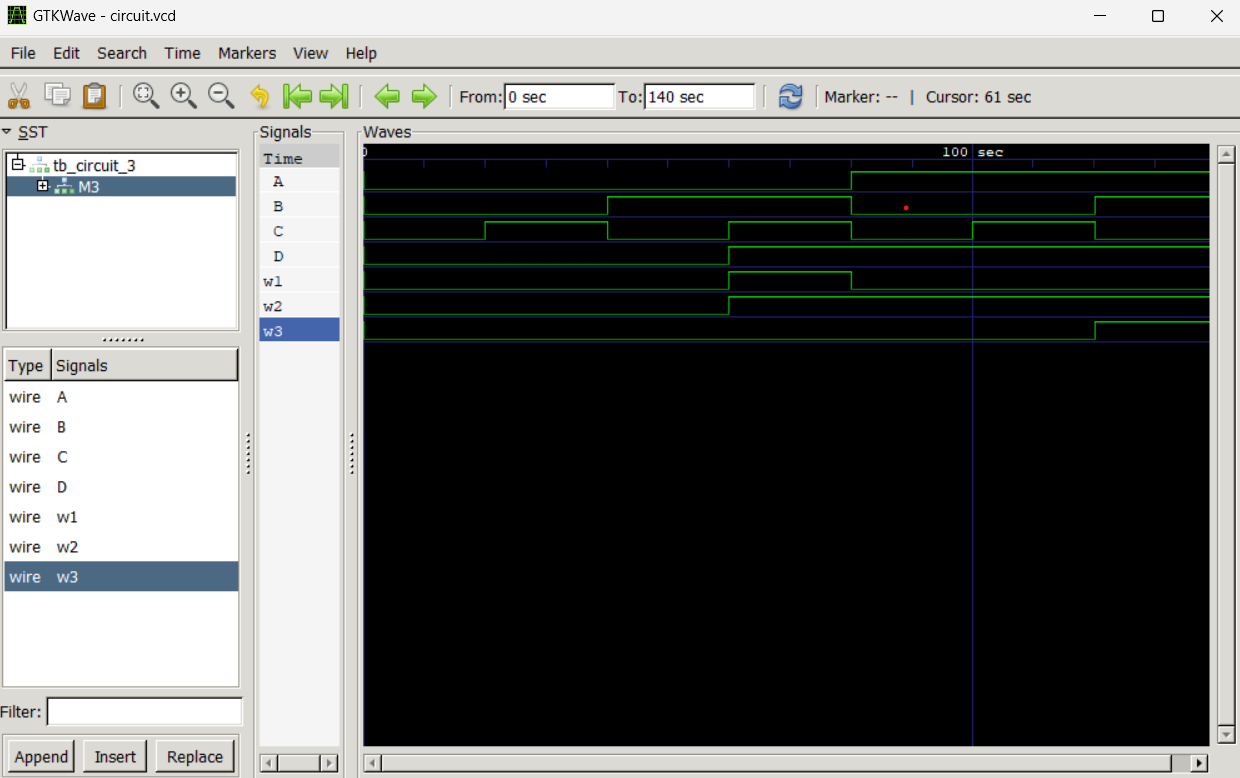 GTKWave - circuit.vcd
File Edit Search Time Markers View Help
From: 0 sec To: 140 sec Marker: -- | Cursor: 61 sec
SST
tb_circuit_3
M3
Type Signals
wire A
wire B
wire C
wire D
wire w1
wire w2
wire w3
Filter:
Append Insert Replace
Signals
Time
A
B
C
D
w1
w2
w3
Waves
0 100 sec